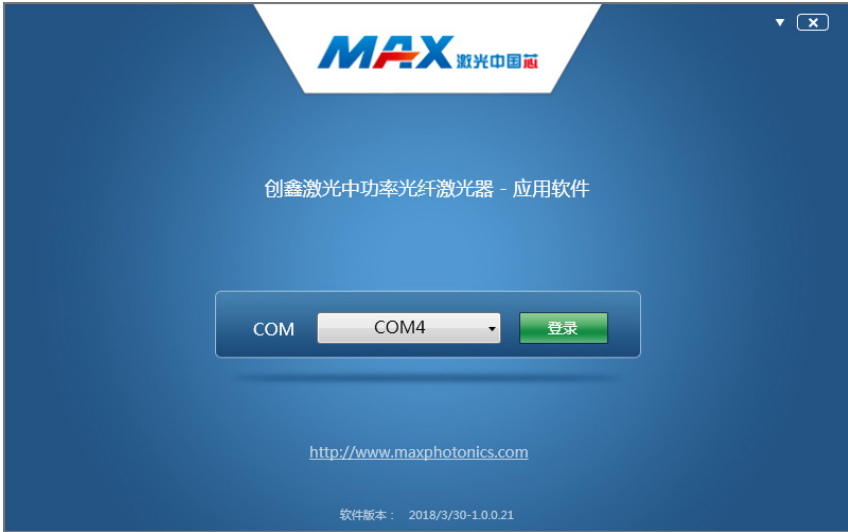 MAX 激光中国芯
创鑫激光中功率光纤激光器 - 应用软件
COM COM4 登录
http://www.maxphotonics.com
软件版本： 2018/3/30-1.0.0.21